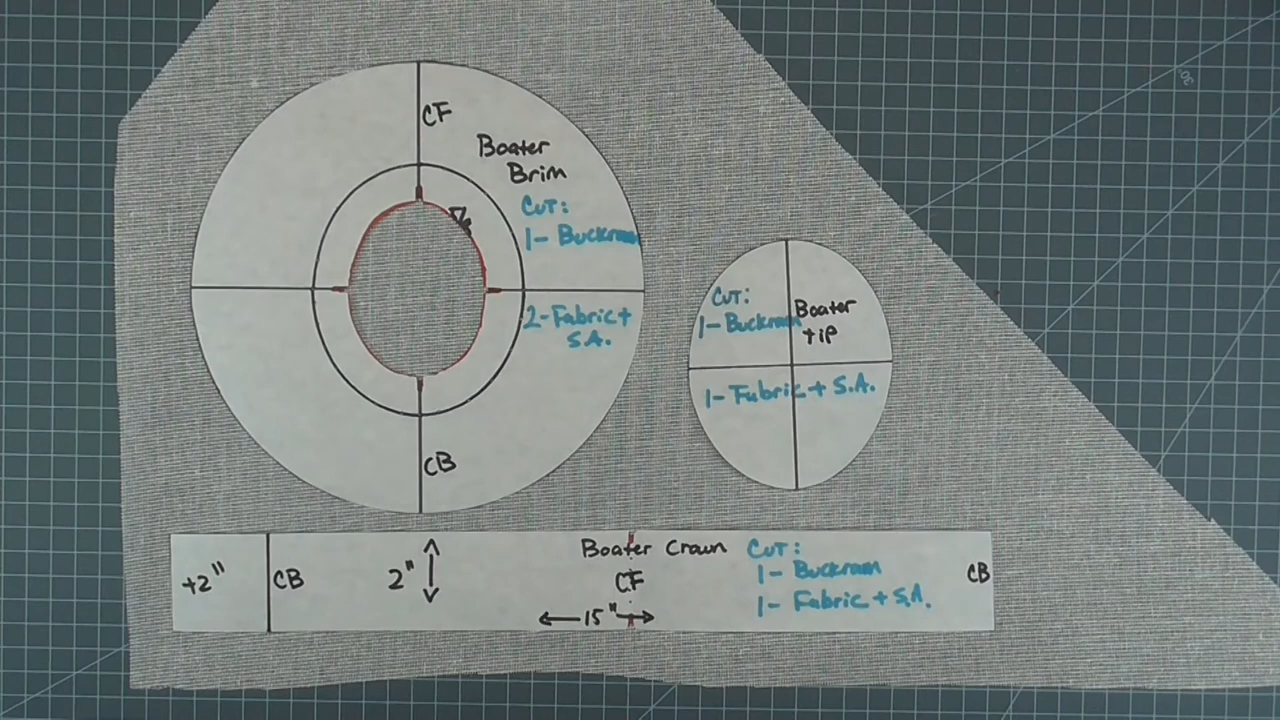 CF
Boater
Brim
CUT:
1- Buckram
2-Fabric +
S.A.
CB
CUT:
1- Buckram
Boater
tip
1- Fabric + S.A.
+2"
CB
2"
Boater Crown
CF
15"
CUT:
1- Buckram
1- Fabric + S.A.
CB